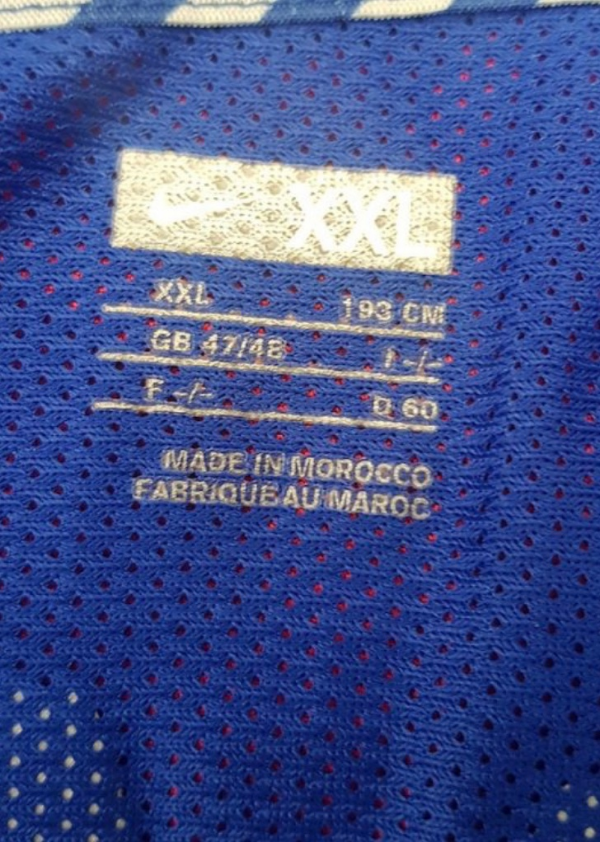 XXL
XXL 193 CM
GB 47/48 I -/-
F -/- D 60
MADE IN MOROCCO
FABRIQUE AU MAROC